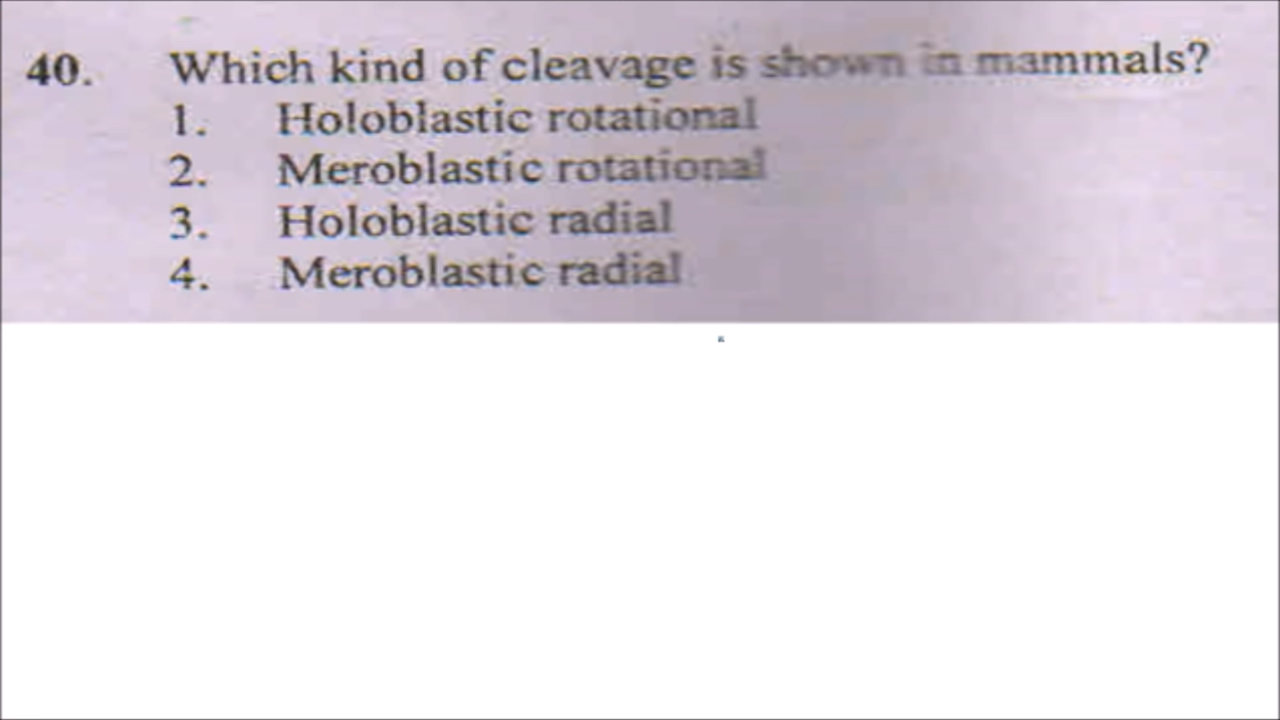 40. Which kind of cleavage is shown in mammals?
1. Holoblastic rotational
2. Meroblastic rotational
3. Holoblastic radial
4. Meroblastic radial